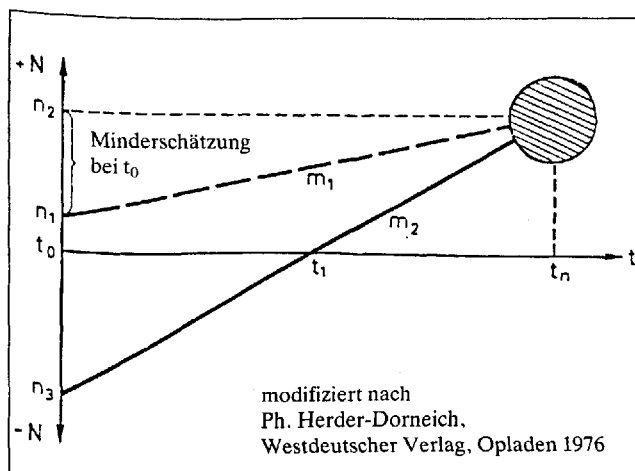 +N
n₂
Minderschätzung
bei t₀
m₁
n₁
m₂
t₀
t₁
tₙ
t
n₃
-N
modifiziert nach
Ph. Herder-Dorneich,
Westdeutscher Verlag, Opladen 1976